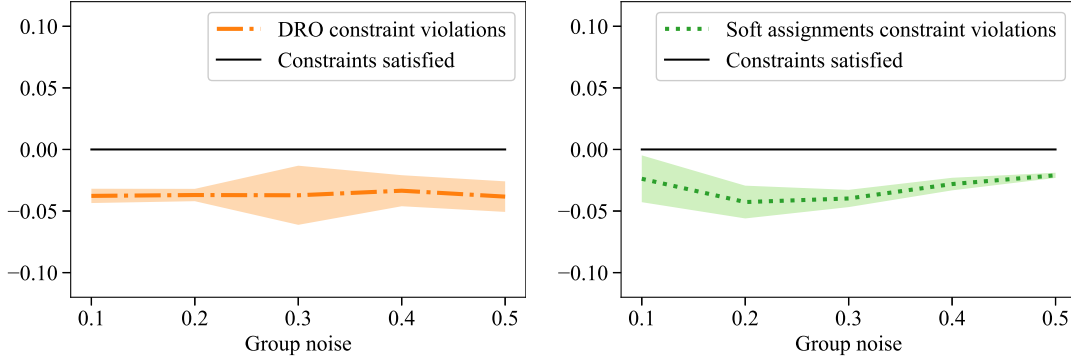 0.10
0.05
0.00
−0.05
−0.10
DRO constraint violations
Constraints satisfied
0.1 0.2 0.3 0.4 0.5
Group noise
0.10
0.05
0.00
−0.05
−0.10
Soft assignments constraint violations
Constraints satisfied
0.1 0.2 0.3 0.4 0.5
Group noise